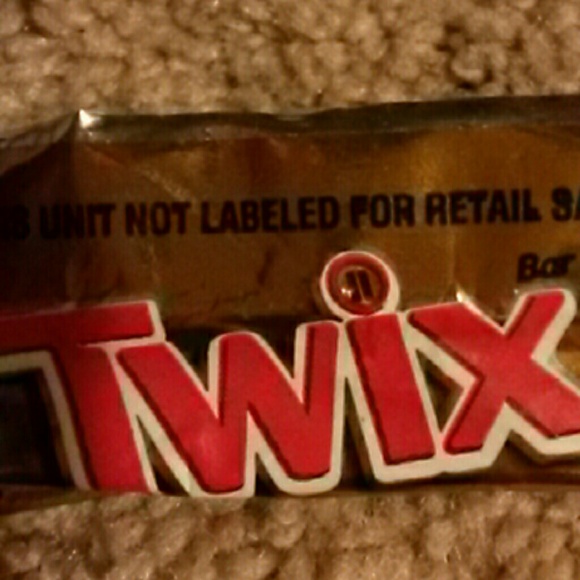 UNIT NOT LABELED FOR RETAIL
Bar
TWIX